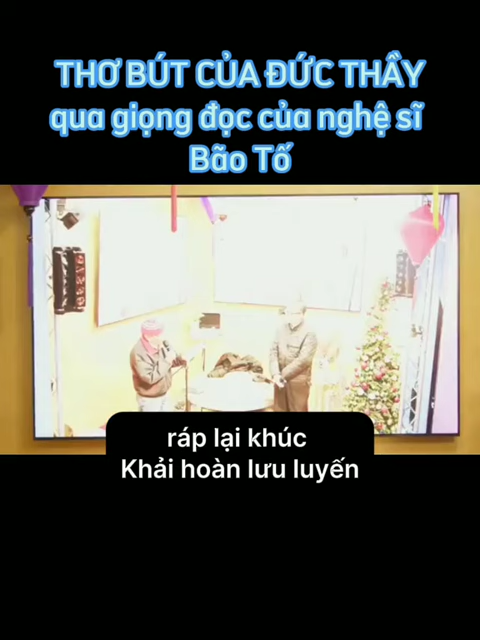 THƠ BÚT CỦA ĐỨC THẦY
qua giọng đọc của nghệ sĩ
Bão Tố
ráp lại khúc
Khải hoàn lưu luyến